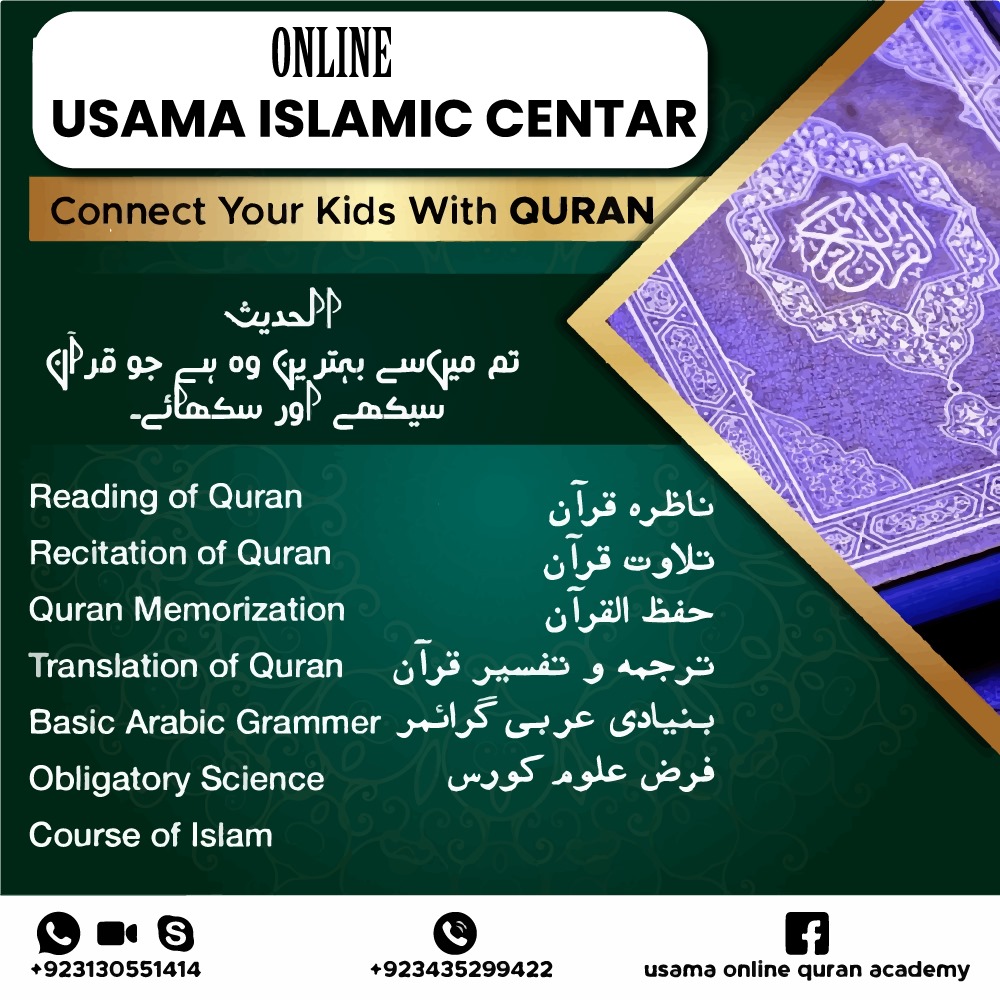 ONLINE
USAMA ISLAMIC CENTAR
Connect Your Kids With QURAN
الحدیث
تم میں سے بہترین وہ ہے جو قرآن
سیکھے اور سکھائے۔
Reading of Quran
ناظرہ قرآن
Recitation of Quran
تلاوت قرآن
Quran Memorization
حفظ القرآن
Translation of Quran
ترجمہ و تفسیر قرآن
Basic Arabic Grammer
بنیادی عربی گرائمر
Obligatory Science
فرض علوم کورس
Course of Islam
+923130551414
+923435299422
usama online quran academy